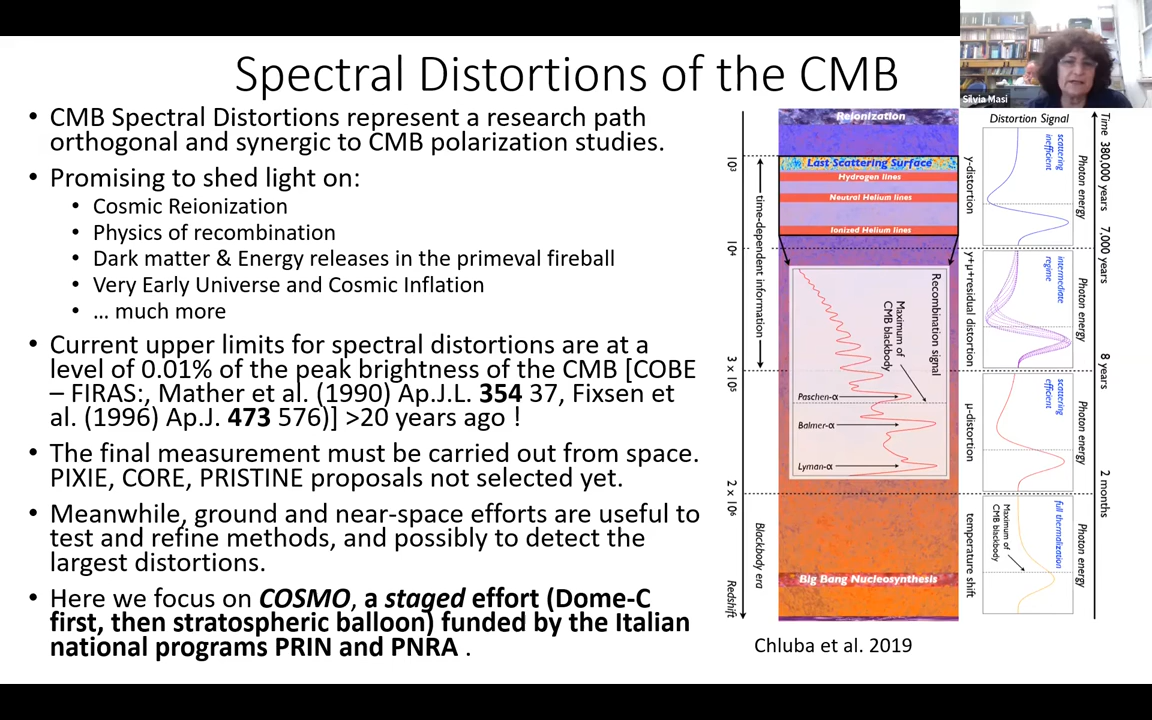 Spectral Distortions of the CMB
• CMB Spectral Distortions represent a research path
orthogonal and synergic to CMB polarization studies.
• Promising to shed light on:
• Cosmic Reionization
• Physics of recombination
• Dark matter & Energy releases in the primeval fireball
• Very Early Universe and Cosmic Inflation
• … much more
• Current upper limits for spectral distortions are at a
level of 0.01% of the peak brightness of the CMB [COBE
– FIRAS:, Mather et al. (1990) Ap.J.L. 354 37, Fixsen et
al. (1996) Ap.J. 473 576)] >20 years ago !
• The final measurement must be carried out from space.
PIXIE, CORE, PRISTINE proposals not selected yet.
• Meanwhile, ground and near-space efforts are useful to
test and refine methods, and possibly to detect the
largest distortions.
• Here we focus on COSMO, a staged effort (Dome-C
first, then stratospheric balloon) funded by the Italian
national programs PRIN and PNRA .
Silvia Masi
Reionization
Last Scattering Surface
Hydrogen lines
Neutral Helium lines
Ionized Helium lines
Recombination signal
Maximum of
CMB blackbody
Paschen-α
Balmer-α
Lyman-α
Big Bang Nucleosynthesis
10³
10⁴
3 × 10⁵
2 × 10⁶
time-dependent information
Blackbody era
Redshift
y-distortion
y+μ+residual distortion
μ-distortion
temperature shift
Distortion Signal
scattering
inefficient
Photon energy
intermediate
regime
Photon energy
scattering
efficient
Photon energy
full thermalization
Maximum of
CMB blackbody
Photon energy
Time
380,000 years
7,000 years
8 years
2 months
Chluba et al. 2019